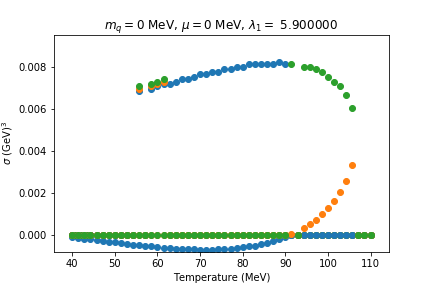 $m_q = 0$ MeV, $\mu = 0$ MeV, $\lambda_1 =$ 5.900000
σ (GeV)³
0.008
0.006
0.004
0.002
0.000
40 50 60 70 80 90 100 110
Temperature (MeV)